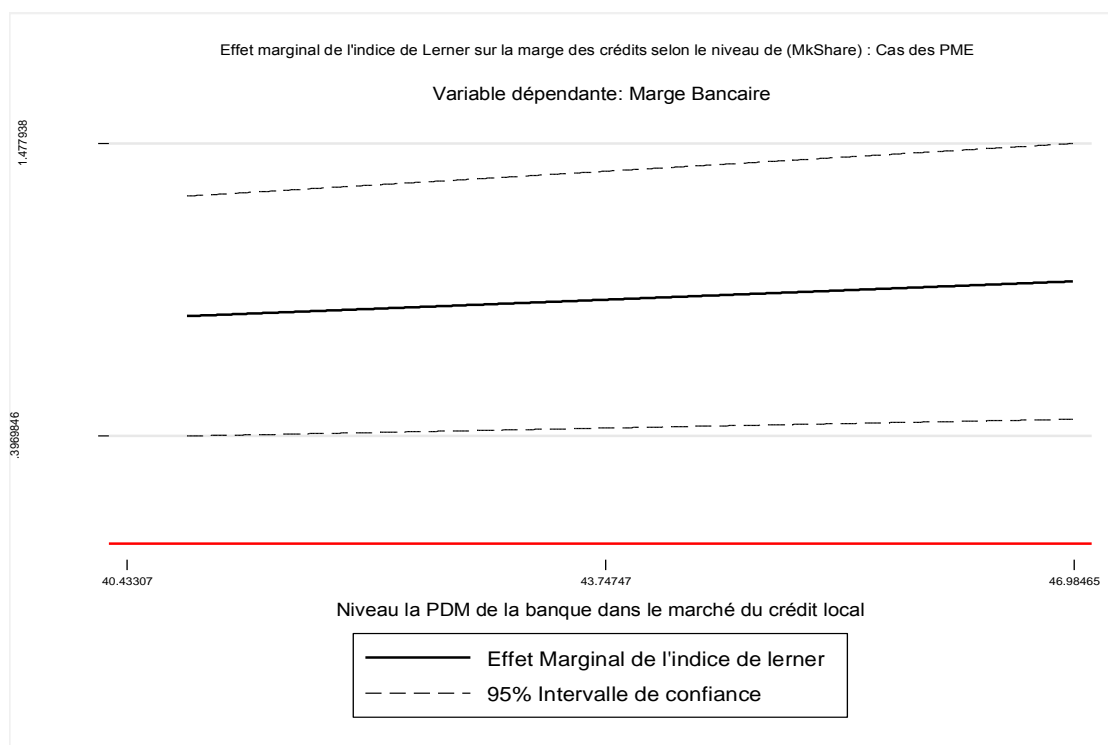 Effet marginal de l'indice de Lerner sur la marge des crédits selon le niveau de (MkShare) : Cas des PME
Variable dépendante: Marge Bancaire
1.477938
.3969846
40.43307
43.74747
46.98465
Niveau la PDM de la banque dans le marché du crédit local
Effet Marginal de l'indice de lerner
95% Intervalle de confiance